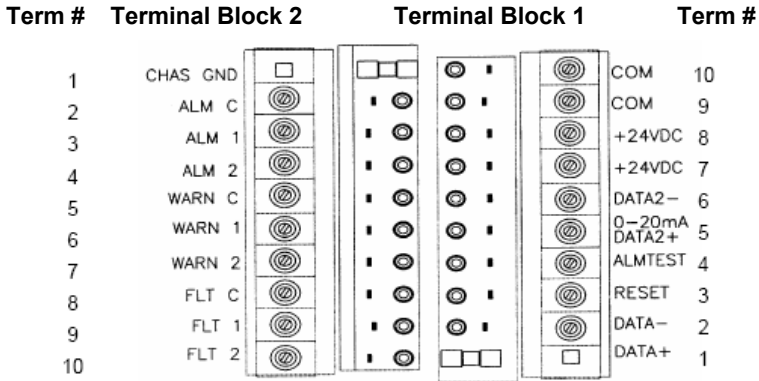 Term # Terminal Block 2 Terminal Block 1 Term #
1 CHAS GND COM 10
2 ALM C COM 9
3 ALM 1 +24VDC 8
4 ALM 2 +24VDC 7
5 WARN C DATA2− 6
6 WARN 1 0−20mA DATA2+ 5
7 WARN 2 ALMTEST 4
8 FLT C RESET 3
9 FLT 1 DATA− 2
10 FLT 2 DATA+ 1